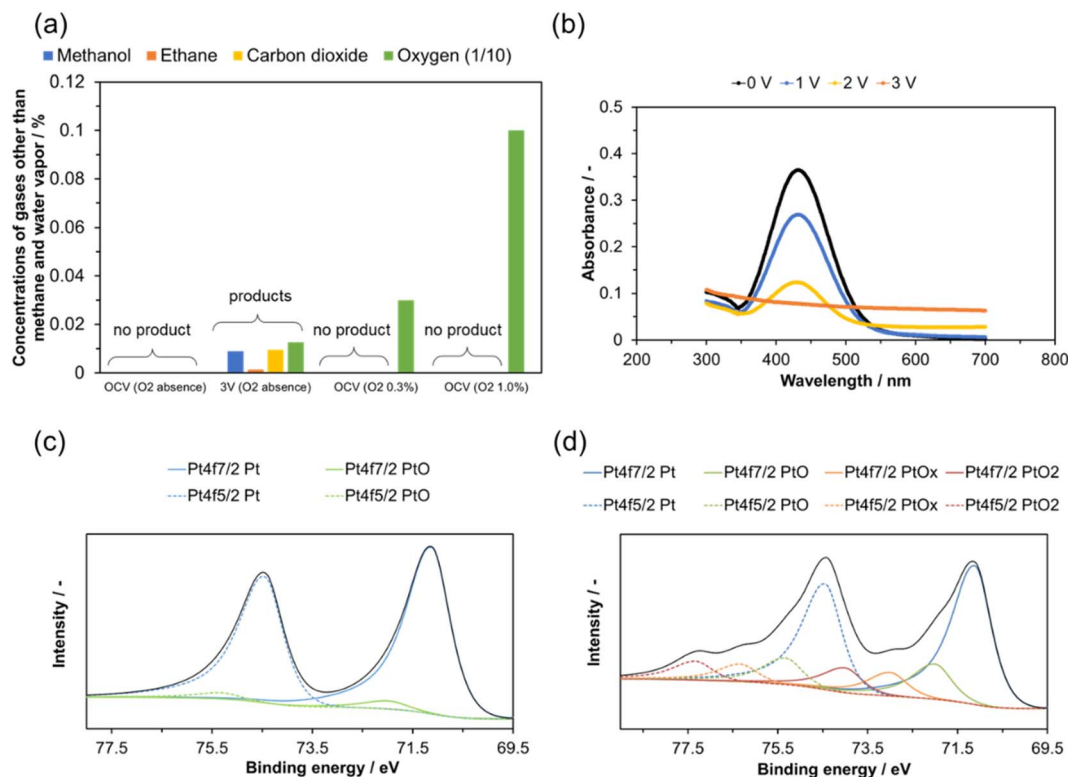 (a)
Methanol Ethane Carbon dioxide Oxygen (1/10)
Concentrations of gases other than
methane and water vapor / %
0.12
0.1
0.08
0.06
0.04
0.02
0
no product
products
no product
no product
OCV (O2 absence) 3V (O2 absence) OCV (O2 0.3%) OCV (O2 1.0%)
(b)
0 V 1 V 2 V 3 V
Absorbance / -
0.5
0.4
0.3
0.2
0.1
0
300 400 500 600 700 800
Wavelength / nm
(c)
Pt4f7/2 Pt Pt4f7/2 PtO
Pt4f5/2 Pt Pt4f5/2 PtO
Intensity / -
77.5 75.5 73.5 71.5 69.5
Binding energy / eV
(d)
Pt4f7/2 Pt Pt4f7/2 PtO Pt4f7/2 PtOx Pt4f7/2 PtO2
Pt4f5/2 Pt Pt4f5/2 PtO Pt4f5/2 PtOx Pt4f5/2 PtO2
Intensity / -
77.5 75.5 73.5 71.5 69.5
Binding energy / eV